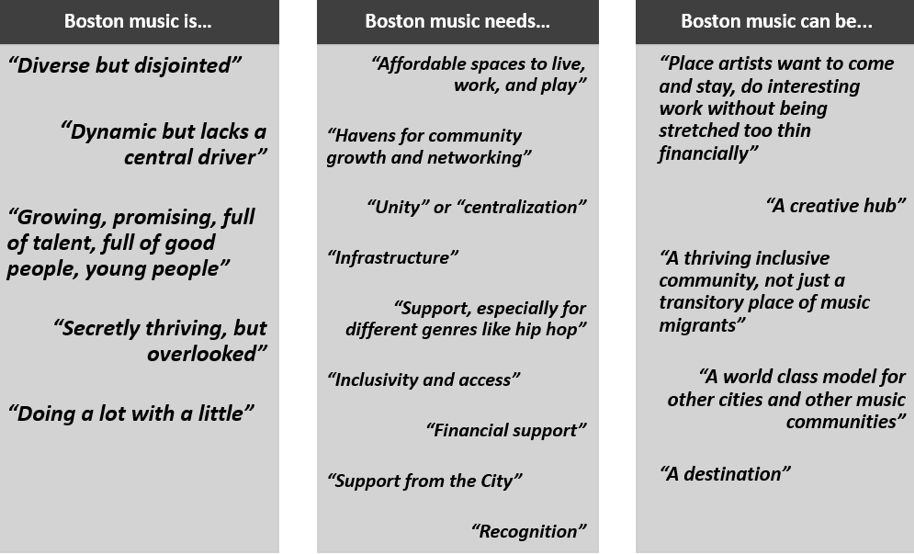 Boston music is...
“Diverse but disjointed”
“Dynamic but lacks a
central driver”
“Growing, promising, full
of talent, full of good
people, young people”
“Secretly thriving, but
overlooked”
“Doing a lot with a little”
Boston music needs...
“Affordable spaces to live,
work, and play”
“Havens for community
growth and networking”
“Unity” or “centralization”
“Infrastructure”
“Support, especially for
different genres like hip hop”
“Inclusivity and access”
“Financial support”
“Support from the City”
“Recognition”
Boston music can be...
“Place artists want to come
and stay, do interesting
work without being
stretched too thin
financially”
“A creative hub”
“A thriving inclusive
community, not just a
transitory place of music
migrants”
“A world class model for
other cities and other music
communities”
“A destination”